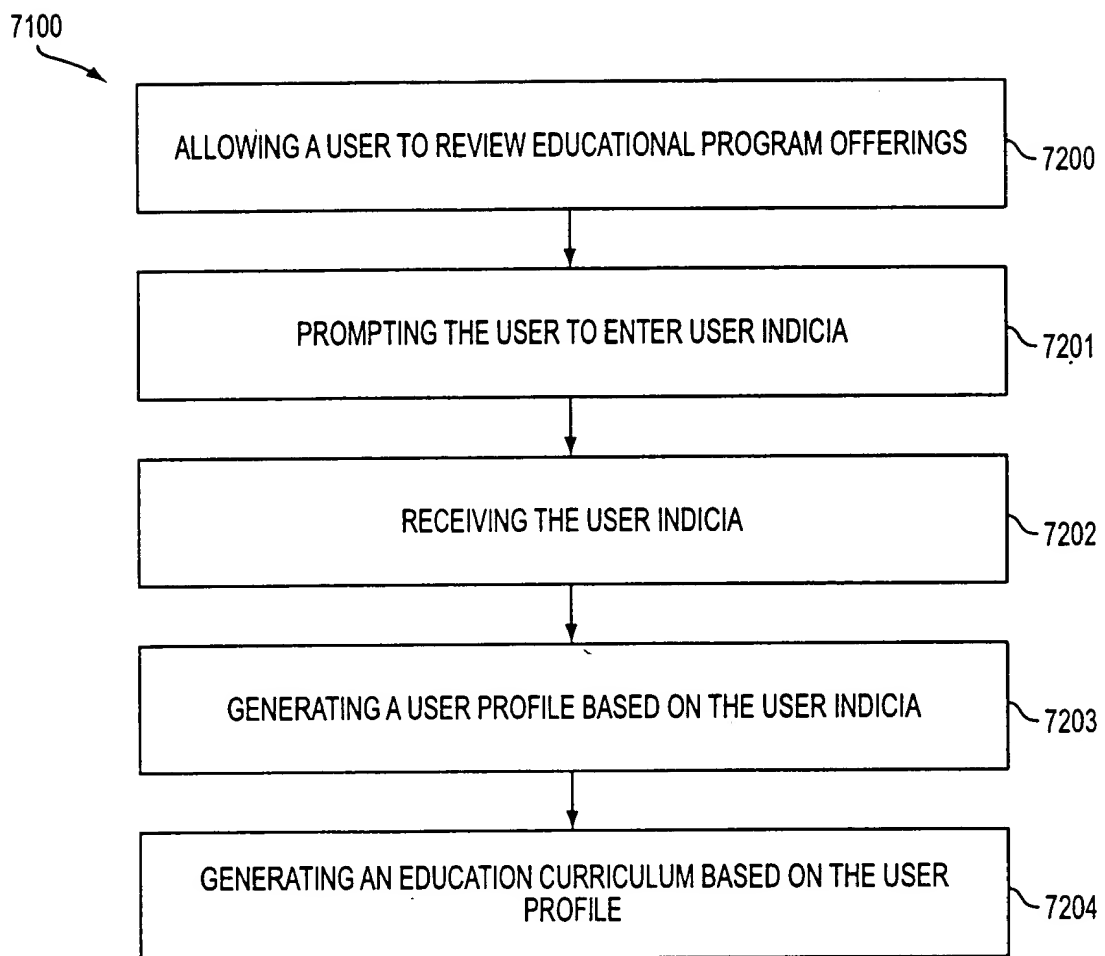 7100
ALLOWING A USER TO REVIEW EDUCATIONAL PROGRAM OFFERINGS
7200
PROMPTING THE USER TO ENTER USER INDICIA
7201
RECEIVING THE USER INDICIA
7202
GENERATING A USER PROFILE BASED ON THE USER INDICIA
7203
GENERATING AN EDUCATION CURRICULUM BASED ON THE USER
PROFILE
7204